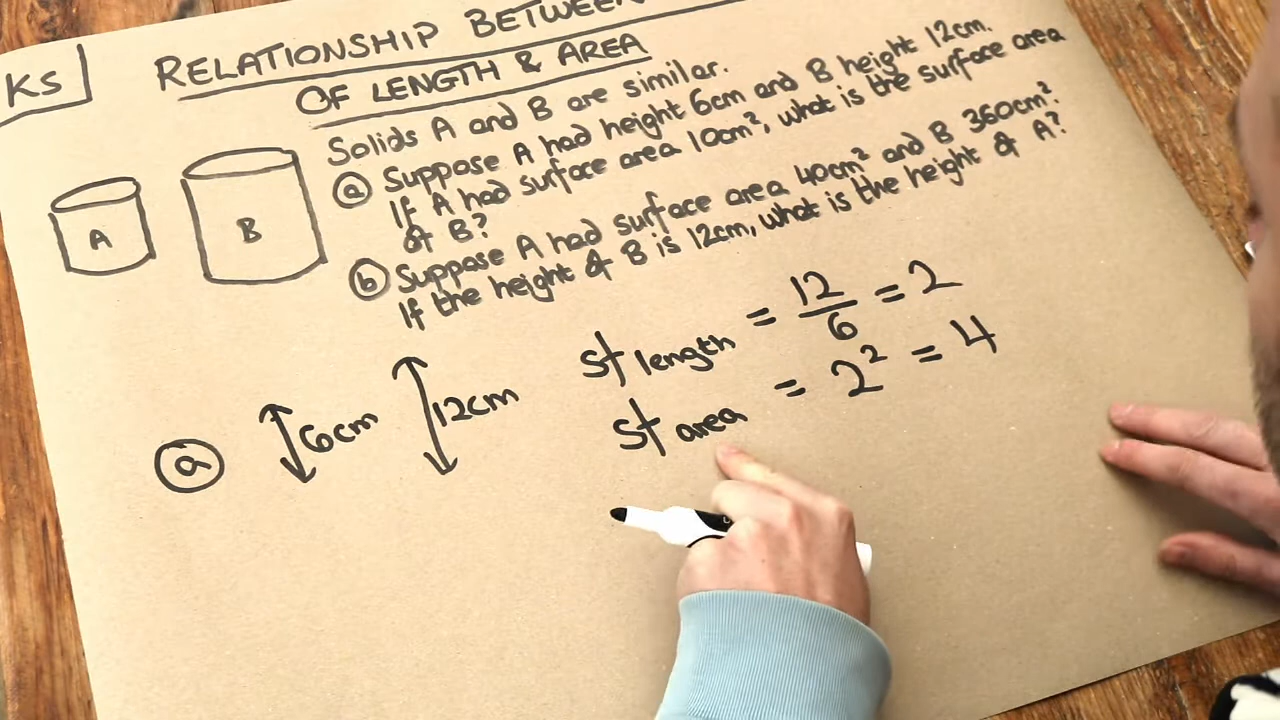 K5
RELATIONSHIP BETWEEN
OF LENGTH & AREA
Solids A and B are similar.
(a) Suppose A had height 6cm and B height 12cm.
If A had surface area 10cm², what is the surface area
of B?
(b) Suppose A had surface area 40cm² and B 360cm².
If the height of B is 12cm, what is the height of A?
A
B
(a) 6cm 12cm
sf length = 12/6 = 2
sf area = 2² = 4